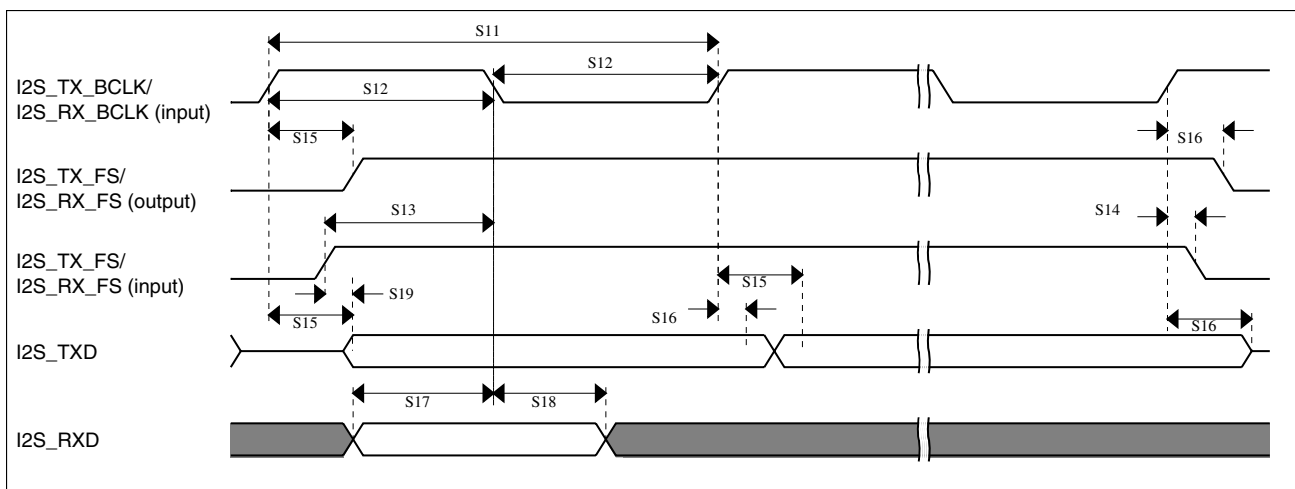 S11
I2S_TX_BCLK/
I2S_RX_BCLK (input)
S12
S12
S15
S16
I2S_TX_FS/
I2S_RX_FS (output)
S13
S14
I2S_TX_FS/
I2S_RX_FS (input)
S15
S19
S15
S16
S16
I2S_TXD
S17
S18
I2S_RXD